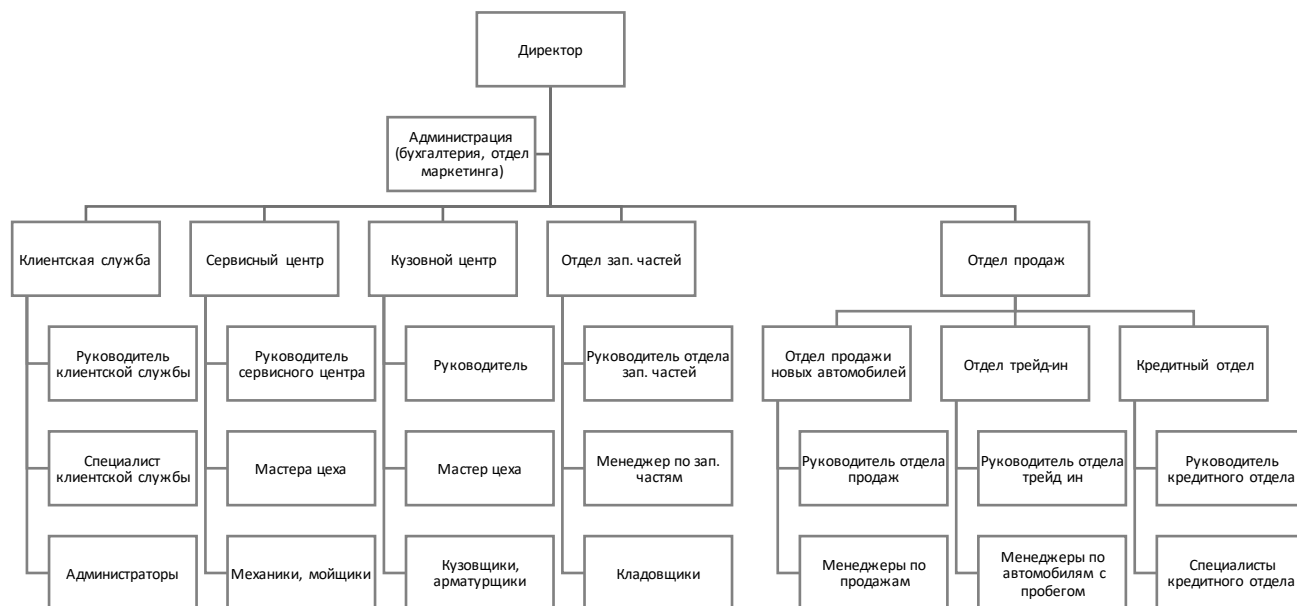 Директор
Администрация
(бухгалтерия, отдел
маркетинга)
Клиентская служба
Сервисный центр
Кузовной центр
Отдел зап. частей
Отдел продаж
Руководитель
клиентской службы
Руководитель
сервисного центра
Руководитель
Руководитель отдела
зап. частей
Отдел продажи
новых автомобилей
Отдел трейд-ин
Кредитный отдел
Специалист
клиентской службы
Мастера цеха
Мастер цеха
Менеджер по зап.
частям
Руководитель отдела
продаж
Руководитель отдела
трейд ин
Руководитель
кредитного отдела
Администраторы
Механики, мойщики
Кузовщики,
арматурщики
Кладовщики
Менеджеры по
продажам
Менеджеры по
автомобилям с
пробегом
Специалисты
кредитного отдела